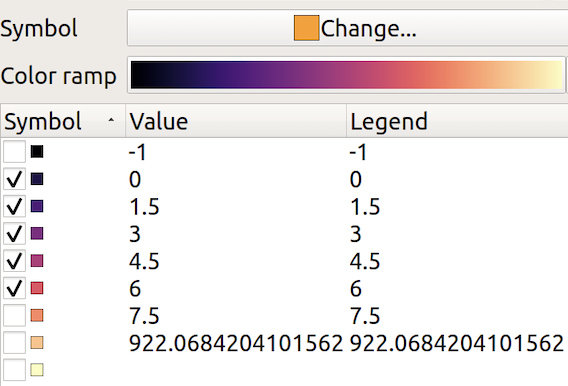 Symbol Change...
Color ramp
Symbol Value Legend
-1 -1
0 0
1.5 1.5
3 3
4.5 4.5
6 6
7.5 7.5
922.0684204101562 922.0684204101562